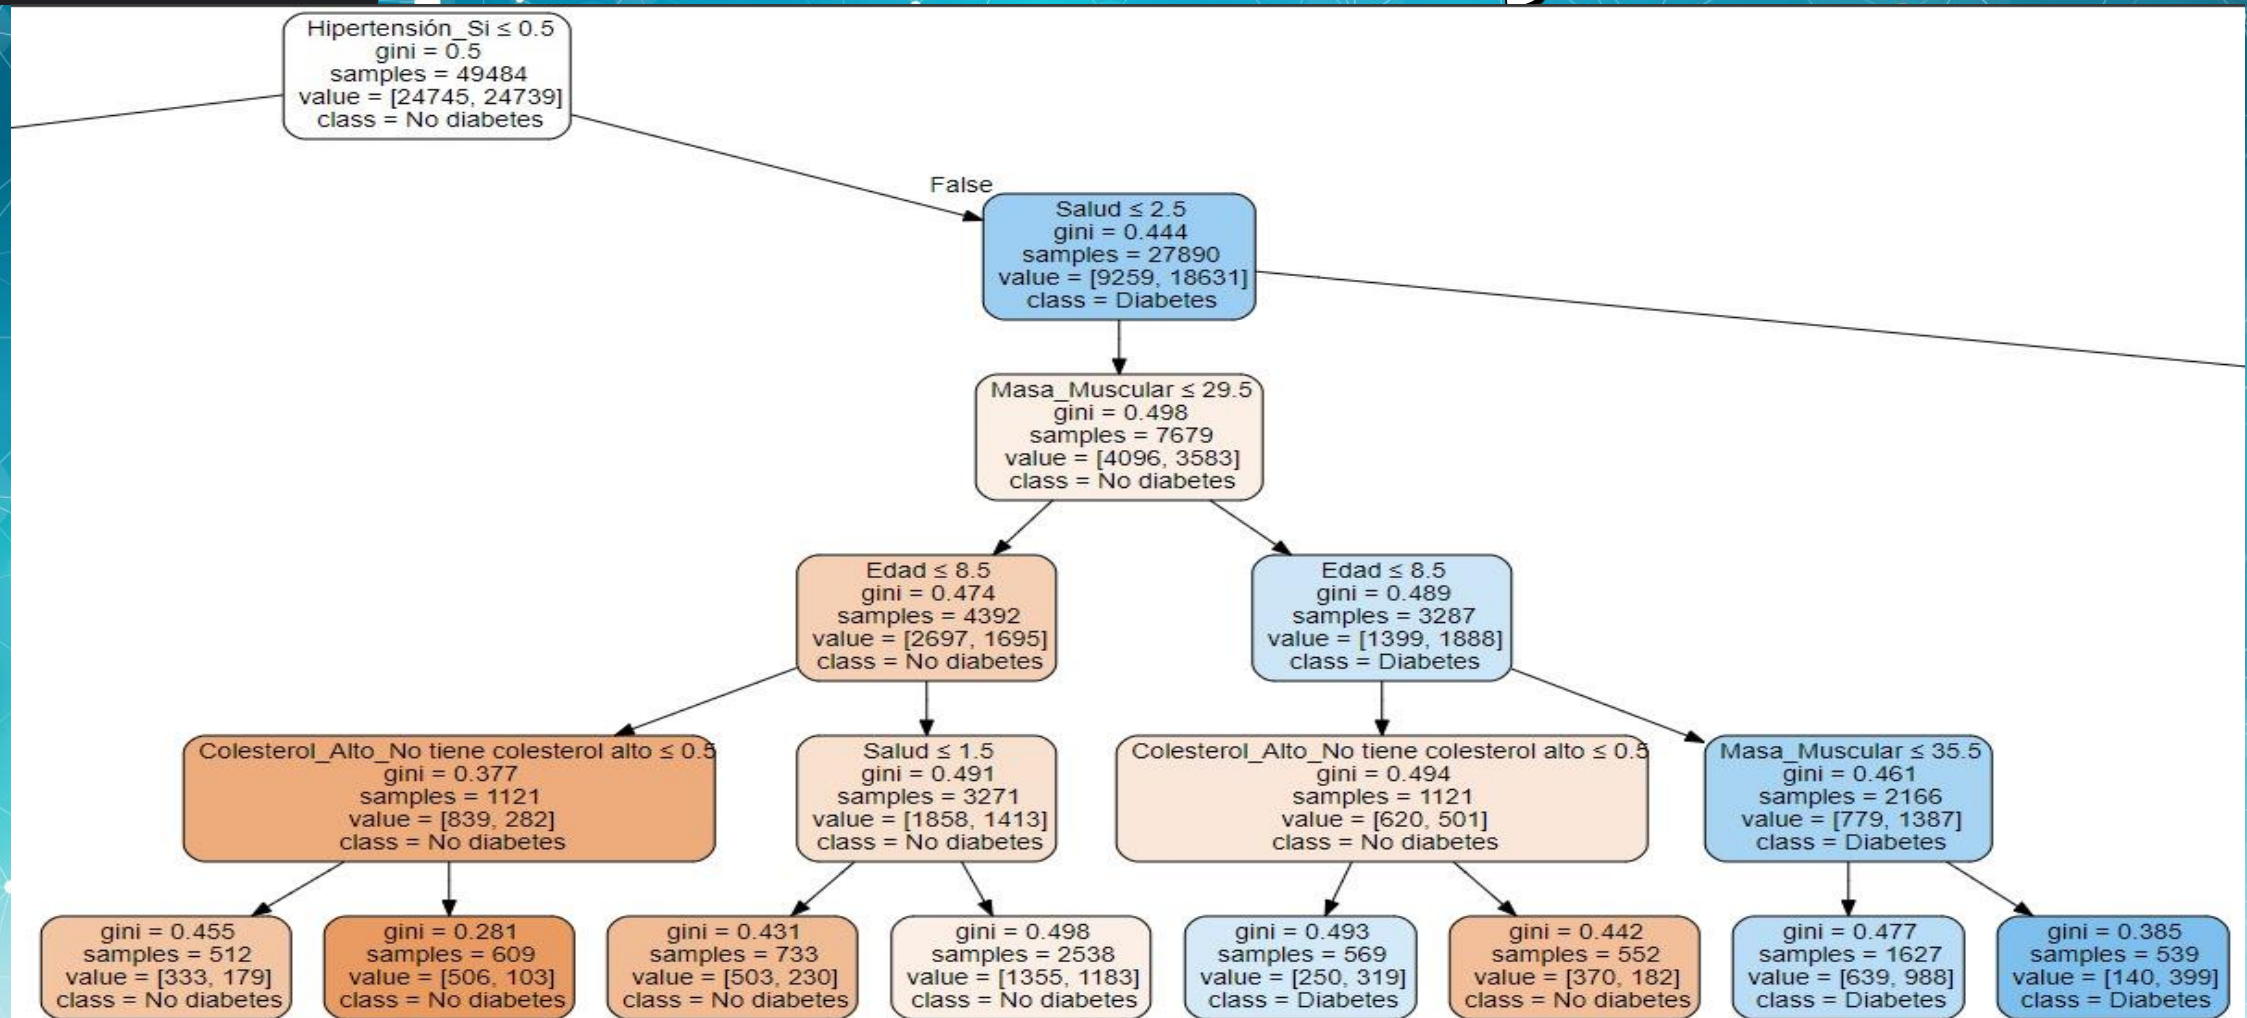 Hipertensión_Si ≤ 0.5
gini = 0.5
samples = 49484
value = [24745, 24739]
class = No diabetes
False
Salud ≤ 2.5
gini = 0.444
samples = 27890
value = [9259, 18631]
class = Diabetes
Masa_Muscular ≤ 29.5
gini = 0.498
samples = 7679
value = [4096, 3583]
class = No diabetes
Edad ≤ 8.5
gini = 0.474
samples = 4392
value = [2697, 1695]
class = No diabetes
Edad ≤ 8.5
gini = 0.489
samples = 3287
value = [1399, 1888]
class = Diabetes
Colesterol_Alto_No tiene colesterol alto ≤ 0.5
gini = 0.377
samples = 1121
value = [839, 282]
class = No diabetes
Salud ≤ 1.5
gini = 0.491
samples = 3271
value = [1858, 1413]
class = No diabetes
Colesterol_Alto_No tiene colesterol alto ≤ 0.5
gini = 0.494
samples = 1121
value = [620, 501]
class = No diabetes
Masa_Muscular ≤ 35.5
gini = 0.461
samples = 2166
value = [779, 1387]
class = Diabetes
gini = 0.455
samples = 512
value = [333, 179]
class = No diabetes
gini = 0.281
samples = 609
value = [506, 103]
class = No diabetes
gini = 0.431
samples = 733
value = [503, 230]
class = No diabetes
gini = 0.498
samples = 2538
value = [1355, 1183]
class = No diabetes
gini = 0.493
samples = 569
value = [250, 319]
class = Diabetes
gini = 0.442
samples = 552
value = [370, 182]
class = No diabetes
gini = 0.477
samples = 1627
value = [639, 988]
class = Diabetes
gini = 0.385
samples = 539
value = [140, 399]
class = Diabetes